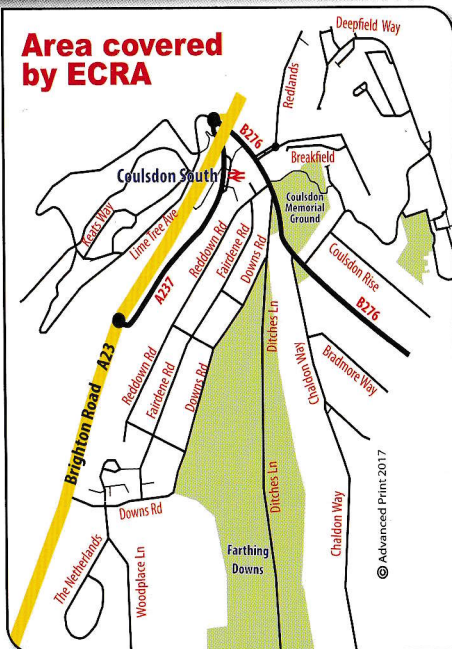 Area covered
by ECRA
Deepfield Way
Redlands
B276
Breakfield
Coulsdon South
Coulsdon
Memorial
Ground
Keats Way
Lime Tree Ave
Reddown Rd
Fairdene Rd
Downs Rd
Coulsdon Rise
A237
B276
Ditches Ln
Chaldon Way
Bradmore Way
Brighton Road A23
Reddown Rd
Fairdene Rd
Downs Rd
Ditches Ln
Chaldon Way
Downs Rd
The Netherlands
Woodplace Ln
Farthing
Downs
© Advanced Print 2017